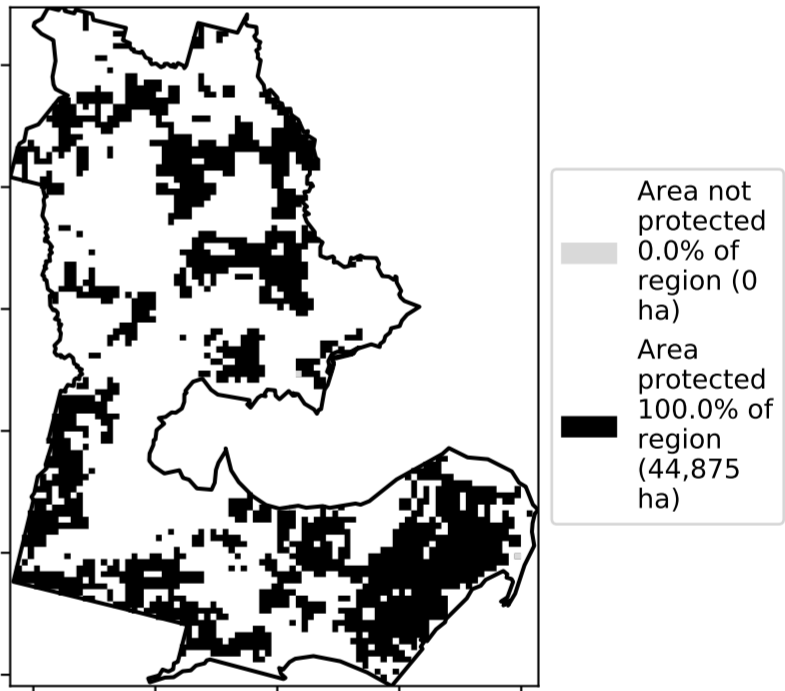 Area not
protected
0.0% of
region (0
ha)
Area
protected
100.0% of
region
(44,875
ha)